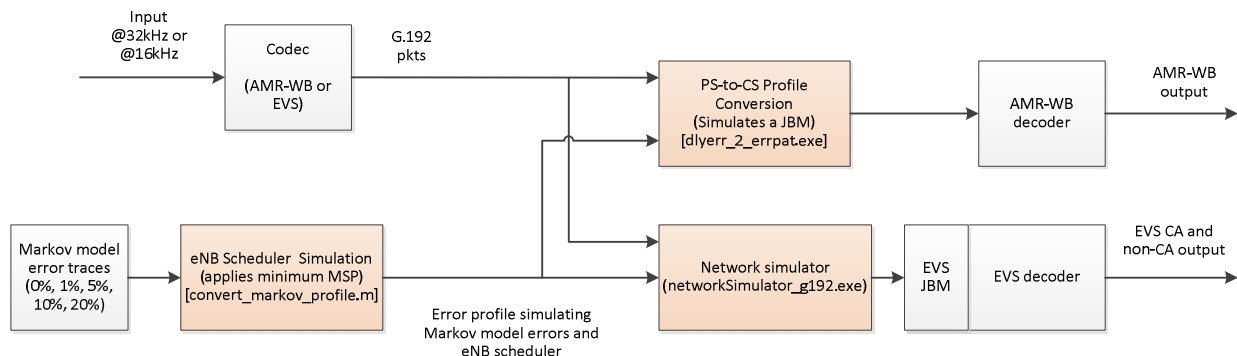 Input
@32kHz or
@16kHz
Codec
(AMR-WB or
EVS)
G.192
pkts
PS-to-CS Profile
Conversion
(Simulates a JBM)
[dlyerr_2_errpat.exe]
AMR-WB
decoder
AMR-WB
output
Markov model
error traces
(0%, 1%, 5%,
10%, 20%)
eNB Scheduler Simulation
(applies minimum MSP)
[convert_markov_profile.m]
Error profile simulating
Markov model errors and
eNB scheduler
Network simulator
(networkSimulator_g192.exe)
EVS
JBM
EVS decoder
EVS CA and
non-CA output